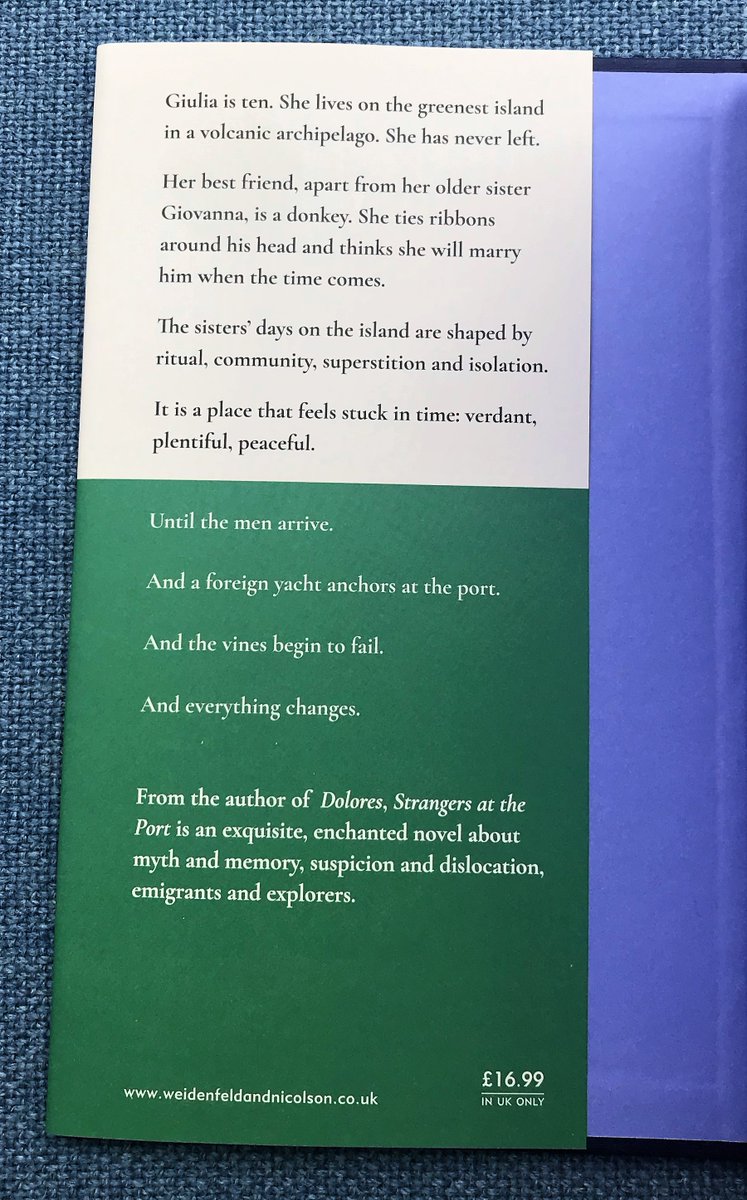 Giulia is ten. She lives on the greenest island
in a volcanic archipelago. She has never left.
Her best friend, apart from her older sister
Giovanna, is a donkey. She ties ribbons
around his head and thinks she will marry
him when the time comes.
The sisters’ days on the island are shaped by
ritual, community, superstition and isolation.
It is a place that feels stuck in time: verdant,
plentiful, peaceful.
Until the men arrive.
And a foreign yacht anchors at the port.
And the vines begin to fail.
And everything changes.
From the author of Dolores, Strangers at the
Port is an exquisite, enchanted novel about
myth and memory, suspicion and dislocation,
emigrants and explorers.
www.weidenfeldandnicolson.co.uk
£16.99
IN UK ONLY